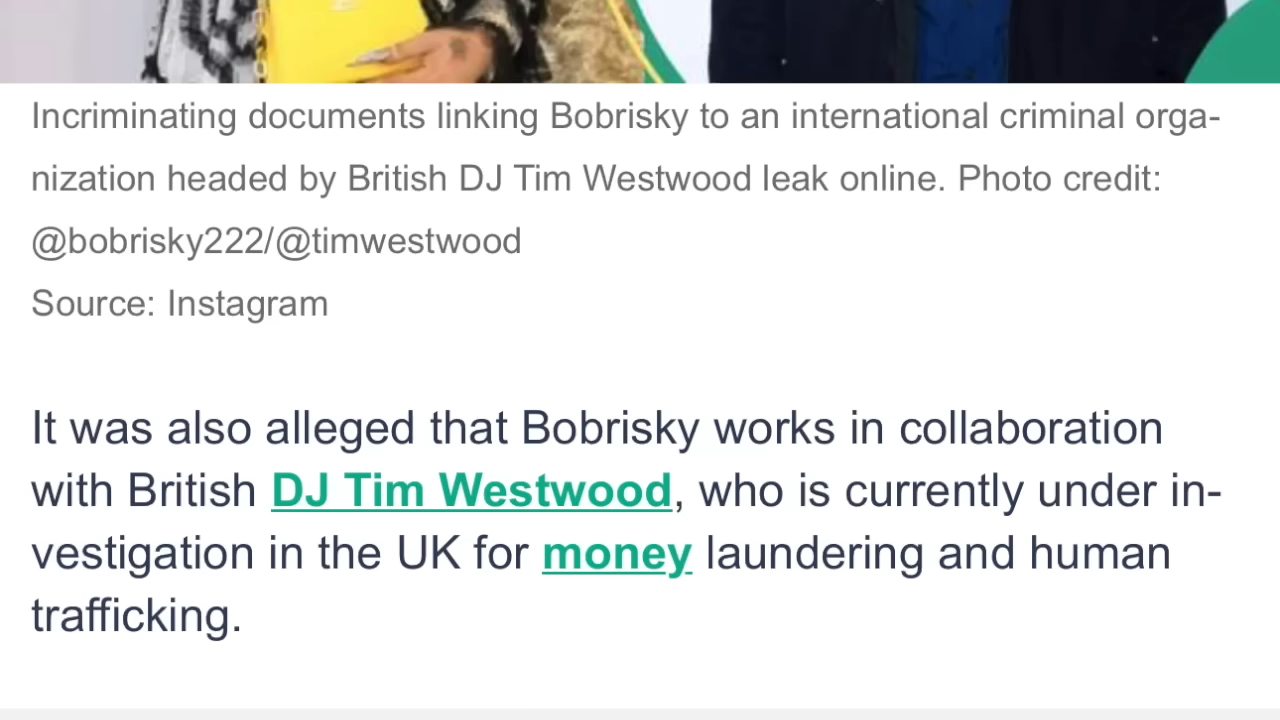 Incriminating documents linking Bobrisky to an international criminal orga-
nization headed by British DJ Tim Westwood leak online. Photo credit:
@bobrisky222/@timwestwood
Source: Instagram
It was also alleged that Bobrisky works in collaboration
with British DJ Tim Westwood, who is currently under in-
vestigation in the UK for money laundering and human
trafficking.